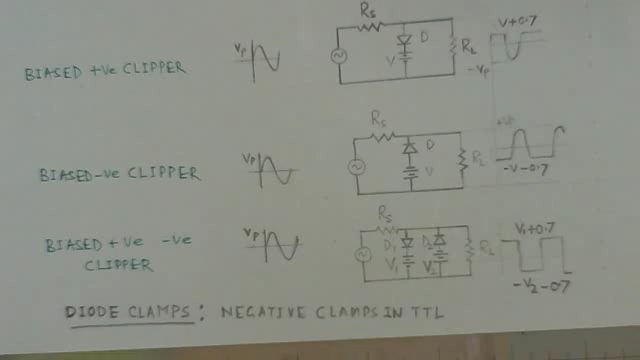 Rs
V+0.7
Vp
D
BIASED +ve CLIPPER
V
RL
-Vp
Rs
+Vp
Vp
D
RL
BIASED -ve CLIPPER
V
-V-0.7
Rs
V1+0.7
BIASED +ve -ve
Vp
D1
D2
RL
CLIPPER
V1
V2
-V2-0.7
DIODE CLAMPS: NEGATIVE CLAMPS IN TTL